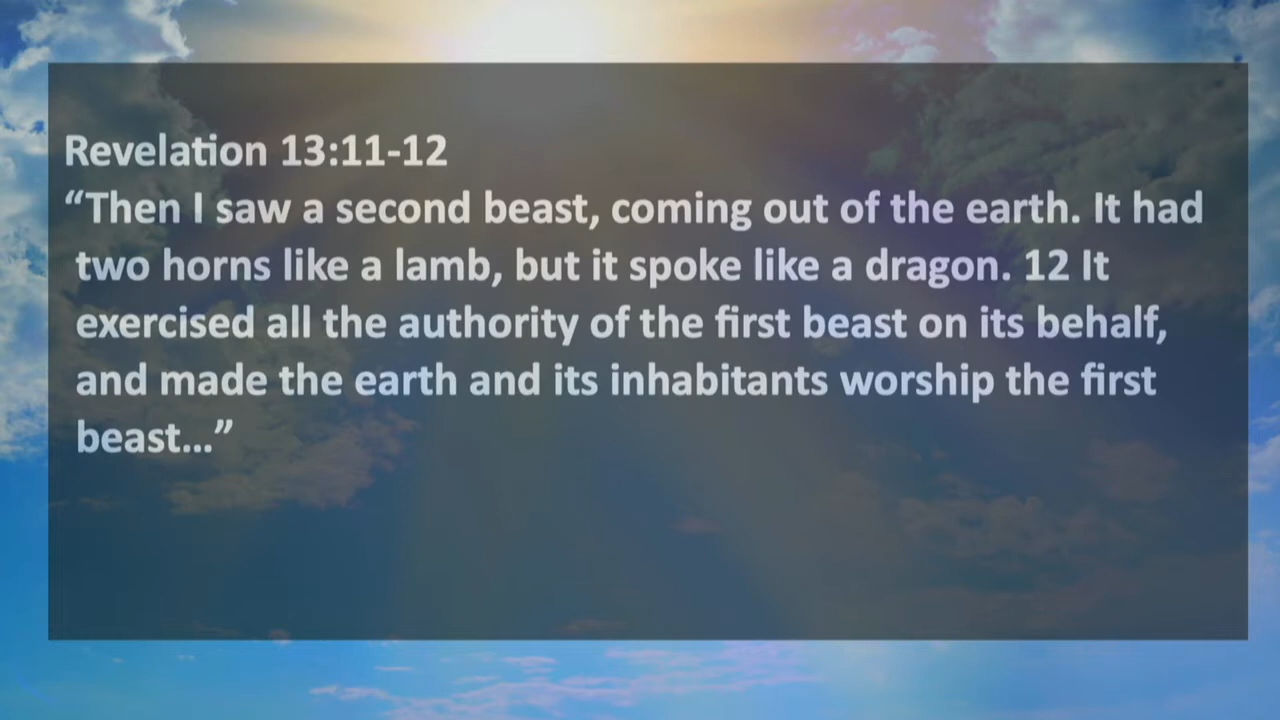 Revelation 13:11-12
“Then I saw a second beast, coming out of the earth. It had
two horns like a lamb, but it spoke like a dragon. 12 It
exercised all the authority of the first beast on its behalf,
and made the earth and its inhabitants worship the first
beast…”